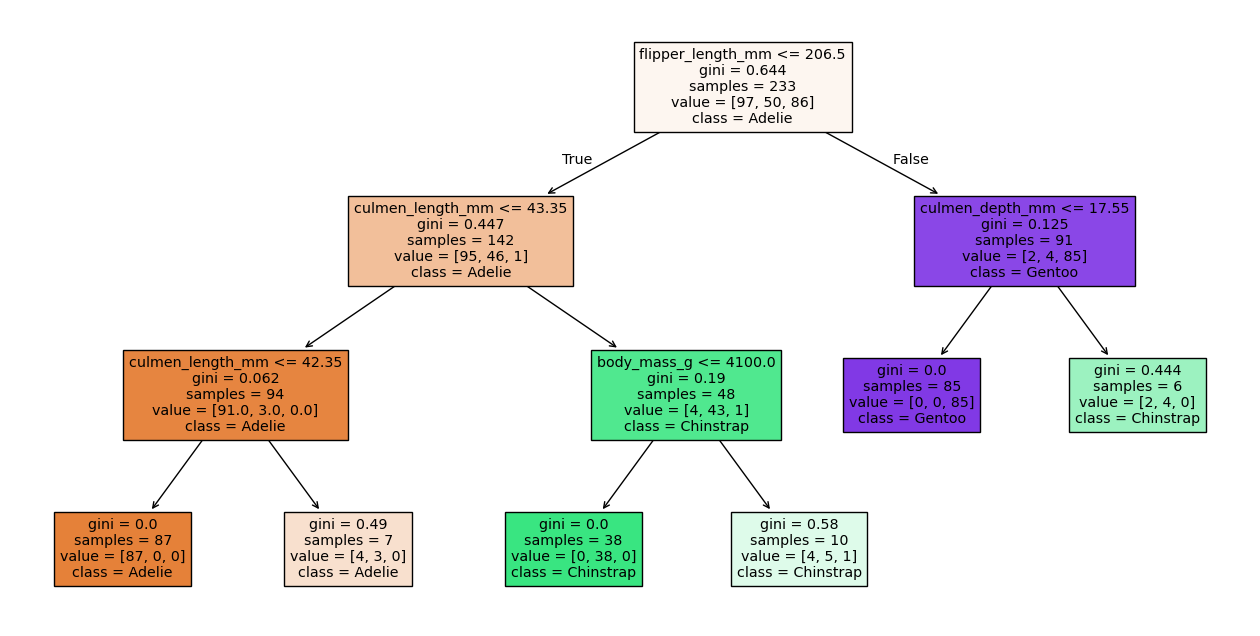 flipper_length_mm <= 206.5
gini = 0.644
samples = 233
value = [97, 50, 86]
class = Adelie
True
False
culmen_length_mm <= 43.35
gini = 0.447
samples = 142
value = [95, 46, 1]
class = Adelie
culmen_depth_mm <= 17.55
gini = 0.125
samples = 91
value = [2, 4, 85]
class = Gentoo
culmen_length_mm <= 42.35
gini = 0.062
samples = 94
value = [91.0, 3.0, 0.0]
class = Adelie
body_mass_g <= 4100.0
gini = 0.19
samples = 48
value = [4, 43, 1]
class = Chinstrap
gini = 0.0
samples = 85
value = [0, 0, 85]
class = Gentoo
gini = 0.444
samples = 6
value = [2, 4, 0]
class = Chinstrap
gini = 0.0
samples = 87
value = [87, 0, 0]
class = Adelie
gini = 0.49
samples = 7
value = [4, 3, 0]
class = Adelie
gini = 0.0
samples = 38
value = [0, 38, 0]
class = Chinstrap
gini = 0.58
samples = 10
value = [4, 5, 1]
class = Chinstrap